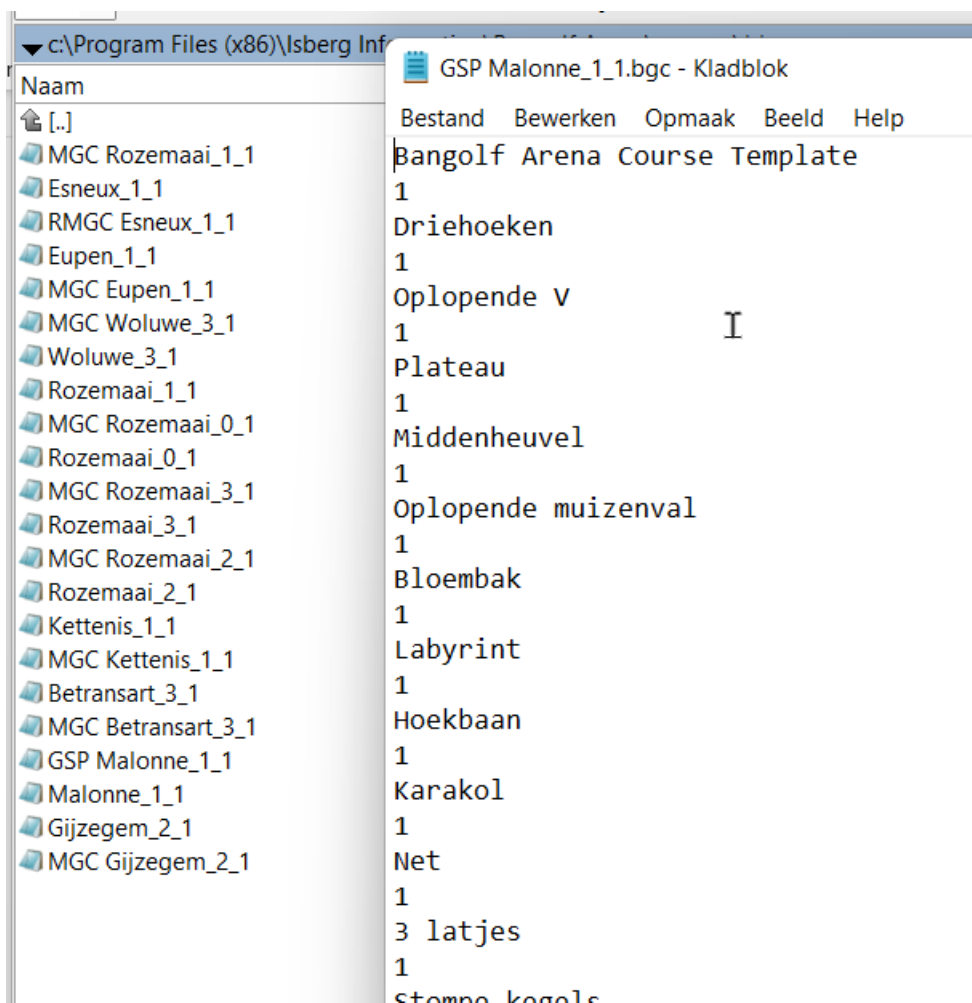 c:\Program Files (x86)\Isberg
Naam
[..]
MGC Rozemaai_1_1
Esneux_1_1
RMGC Esneux_1_1
Eupen_1_1
MGC Eupen_1_1
MGC Woluwe_3_1
Woluwe_3_1
Rozemaai_1_1
MGC Rozemaai_0_1
Rozemaai_0_1
MGC Rozemaai_3_1
Rozemaai_3_1
MGC Rozemaai_2_1
Rozemaai_2_1
Kettenis_1_1
MGC Kettenis_1_1
Betransart_3_1
MGC Betransart_3_1
GSP Malonne_1_1
Malonne_1_1
Gijzegem_2_1
MGC Gijzegem_2_1
GSP Malonne_1_1.bgc - Kladblok
Bestand Bewerken Opmaak Beeld Help
Bangolf Arena Course Template
1
Driehoeken
1
Oplopende V
1
Plateau
1
Middenheuvel
1
Oplopende muizenval
1
Bloembak
1
Labyrint
1
Hoekbaan
1
Karakol
1
Net
1
3 latjes
1
Stompe kegels